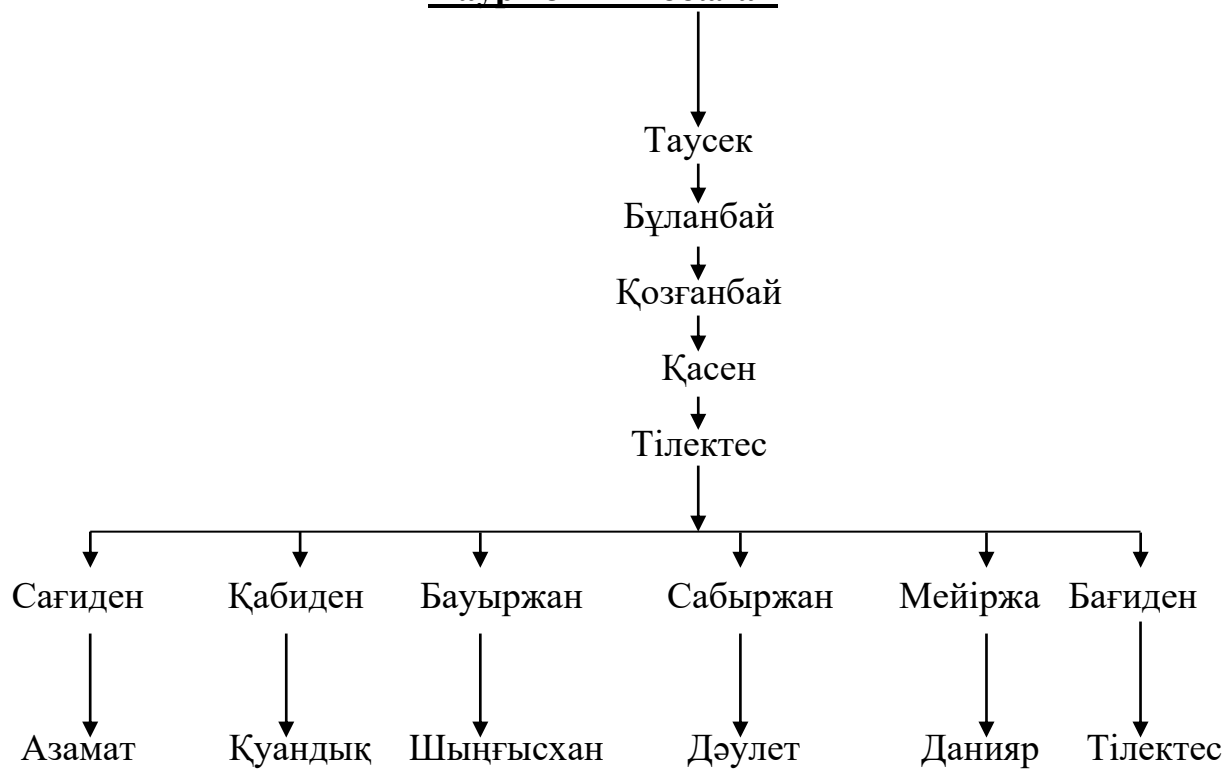 Таусек
Бұланбай
Қозғанбай
Қасен
Тілектес
Сағиден Қабиден Бауыржан Сабыржан Мейіржа Бағиден
Азамат Қуандық Шыңғысхан Дәулет Данияр Тілектес